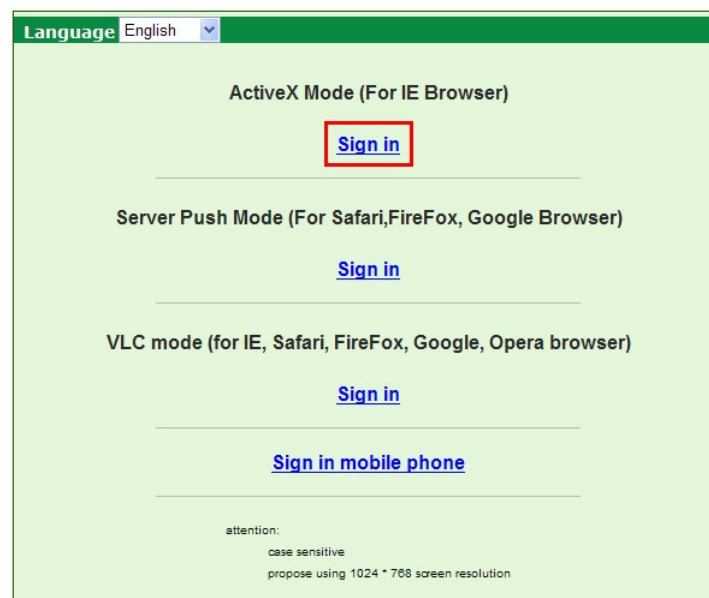 Language English
ActiveX Mode (For IE Browser)
Sign in
Server Push Mode (For Safari,FireFox, Google Browser)
Sign in
VLC mode (for IE, Safari, FireFox, Google, Opera browser)
Sign in
Sign in mobile phone
attention:
case sensitive
propose using 1024 * 768 screen resolution